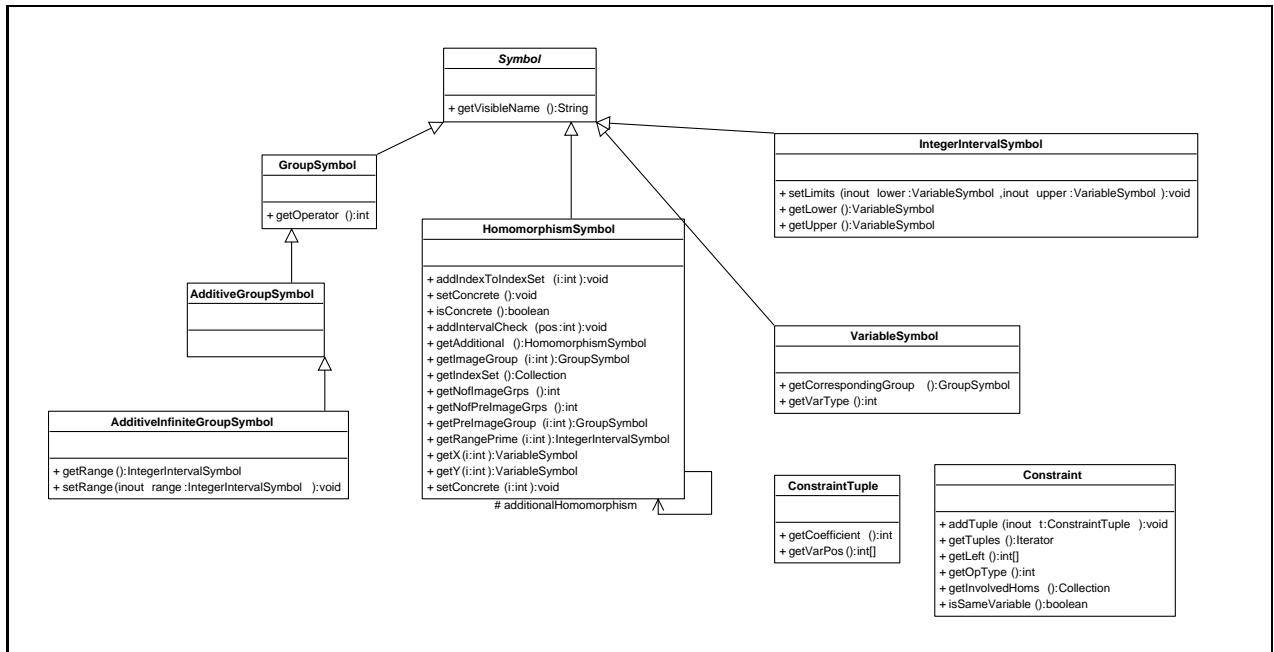 Symbol
+ getVisibleName ():String
GroupSymbol
+ getOperator ():int
AdditiveGroupSymbol
AdditiveInfiniteGroupSymbol
+ getRange ():IntegerIntervalSymbol
+ setRange (inout range :IntegerIntervalSymbol ):void
HomomorphismSymbol
+ addIndexToIndexSet (i:int ):void
+ setConcrete ():void
+ isConcrete ():boolean
+ addIntervalCheck (pos :int ):void
+ getAdditional ():HomomorphismSymbol
+ getImageGroup (i:int ):GroupSymbol
+ getIndexSet ():Collection
+ getNofImageGrps ():int
+ getNofPreImageGrps ():int
+ getPreImageGroup (i:int ):GroupSymbol
+ getRangePrime (i:int ):IntegerIntervalSymbol
+ getX (i:int ):VariableSymbol
+ getY (i:int ):VariableSymbol
+ setConcrete (i:int ):void
# additionalHomomorphism
IntegerIntervalSymbol
+ setLimits (inout lower :VariableSymbol ,inout upper :VariableSymbol ):void
+ getLower ():VariableSymbol
+ getUpper ():VariableSymbol
VariableSymbol
+ getCorrespondingGroup ():GroupSymbol
+ getVarType ():int
ConstraintTuple
+ getCoefficient ():int
+ getVarPos ():int[]
Constraint
+ addTuple (inout t:ConstraintTuple ):void
+ getTuples ():Iterator
+ getLeft ():int[]
+ getOpType ():int
+ getInvolvedHoms ():Collection
+ isSameVariable ():boolean